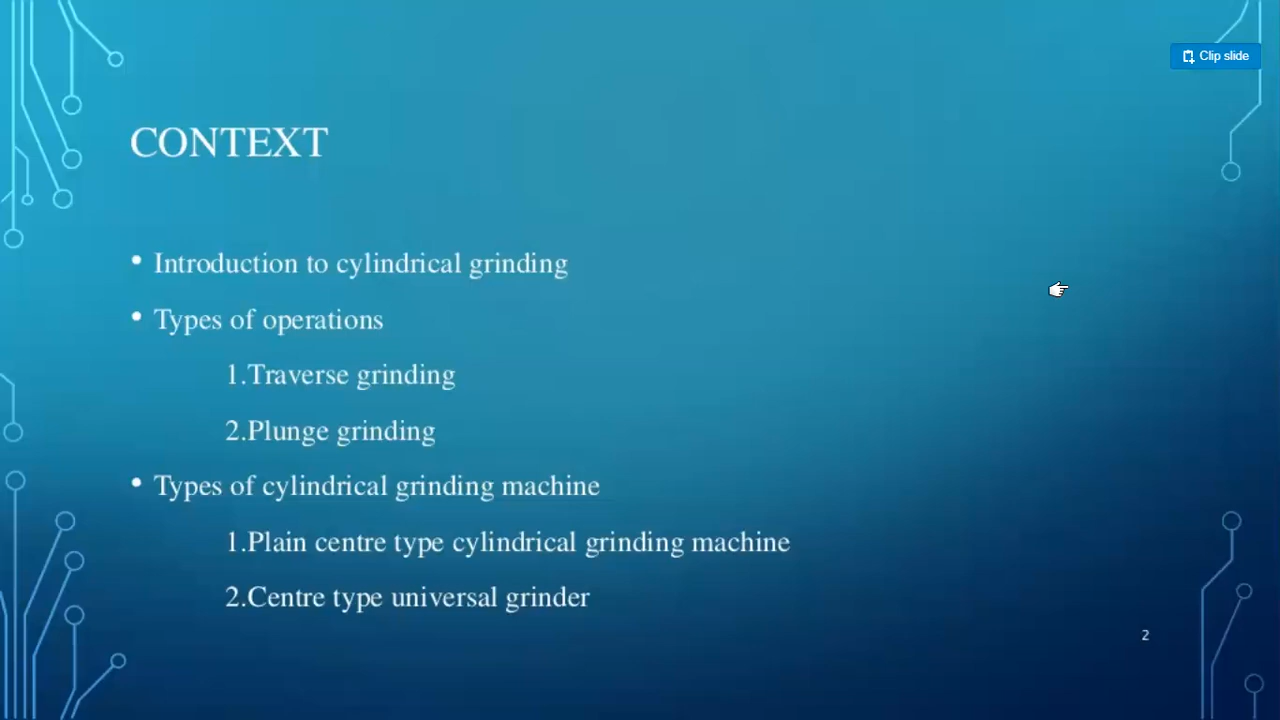 Clip slide
CONTEXT
• Introduction to cylindrical grinding
• Types of operations
1.Traverse grinding
2.Plunge grinding
• Types of cylindrical grinding machine
1.Plain centre type cylindrical grinding machine
2.Centre type universal grinder
2